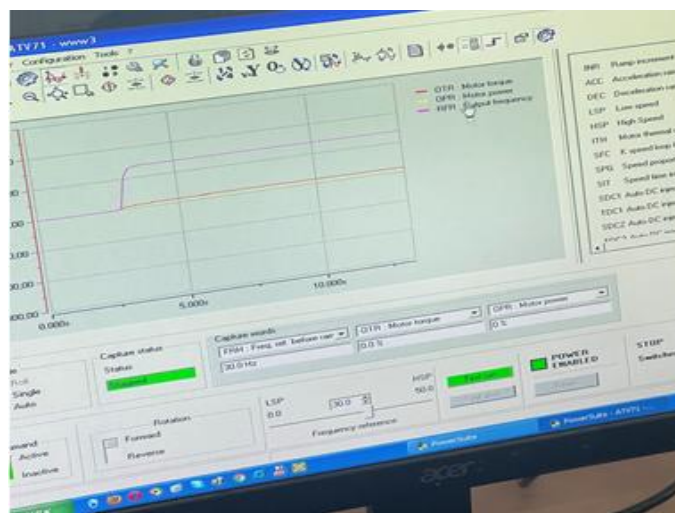 ATV71 - www3
Configuration Tools ?
OTR : Motor torque
OPR : Motor power
RFR : Output frequency
INR Ramp increment
ACC Acceleration
DEC Deceleration
LSP Low speed
HSP High Speed
ITH Motor thermal
SFC K speed loop
SPG Speed proport
SIT Speed time
SDC1 Auto DC inje
TDC1 Auto DC inje
SDC2 Auto DC inje
0.000s
5.000s
10.000s
Single
Auto
Capture status
Status
Stopped
Capture words
FRH : Freq. ref. before ram
30.0 Hz
OTR : Motor torque
0.0 %
OPR : Motor power
0 %
Active
Inactive
Rotation
Forward
Reverse
LSP
0.0
30.0
HSP
50.0
Frequency reference
POWER
ENABLED
STOP
PowerSuite
PowerSuite - ATV71 -
acer